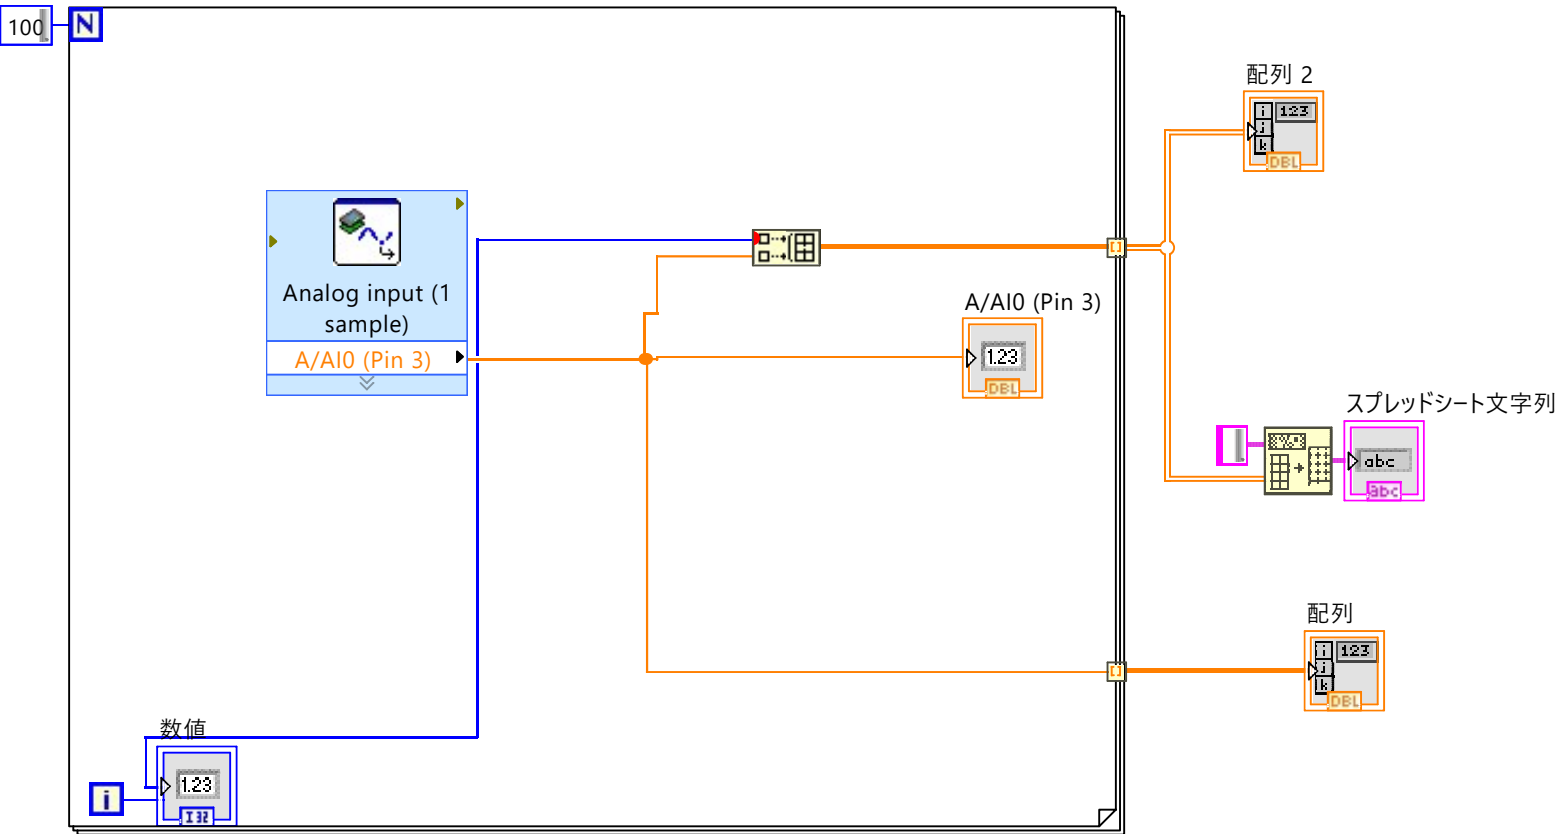 100
N
配列 2
i
j
k
123
DBL
Analog input (1
sample)
A/AI0 (Pin 3)
A/AI0 (Pin 3)
1.23
DBL
スプレッドシート文字列
abc
abc
配列
i
j
k
123
DBL
数値
1.23
I32
i